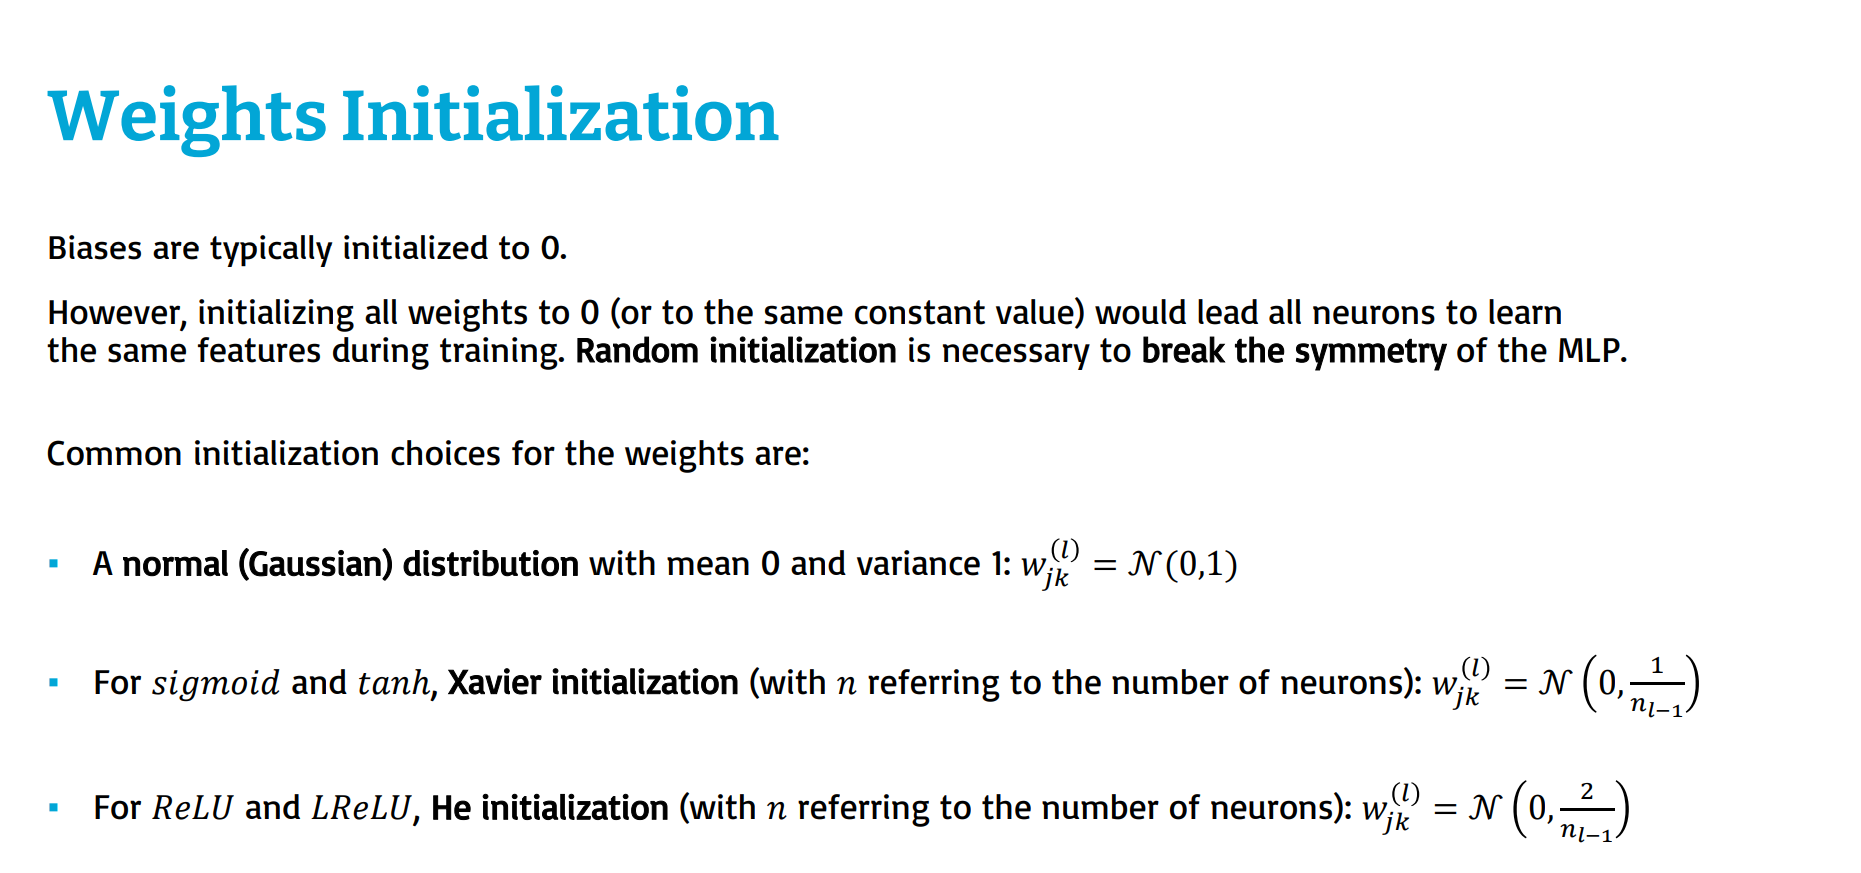 Weights Initialization
Biases are typically initialized to 0.
However, initializing all weights to 0 (or to the same constant value) would lead all neurons to learn
the same features during training. Random initialization is necessary to break the symmetry of the MLP.
Common initialization choices for the weights are:
▪ A normal (Gaussian) distribution with mean 0 and variance 1: $w_{jk}^{(l)} = \mathcal{N}(0,1)$
▪ For $sigmoid$ and $tanh$, Xavier initialization (with $n$ referring to the number of neurons): $w_{jk}^{(l)} = \mathcal{N}\left(0, \frac{1}{n_{l-1}}\right)$
▪ For $ReLU$ and $LReLU$, He initialization (with $n$ referring to the number of neurons): $w_{jk}^{(l)} = \mathcal{N}\left(0, \frac{2}{n_{l-1}}\right)$